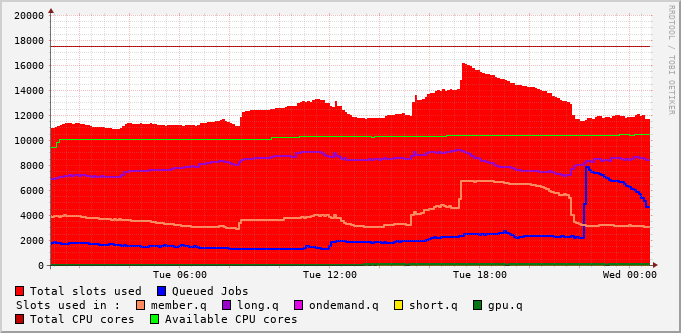 20000
18000
16000
14000
12000
10000
8000
6000
4000
2000
0
Tue 06:00 Tue 12:00 Tue 18:00 Wed 00:00
Total slots used Queued Jobs
Slots used in : member.q long.q ondemand.q short.q gpu.q
Total CPU cores Available CPU cores
RRDTOOL / TOBI OETIKER